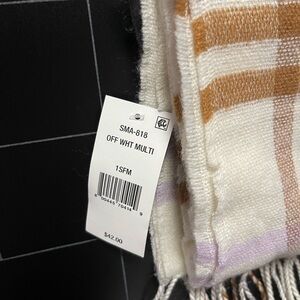 SMA-818
OFF WHT MULTI
1SFM
$42.00